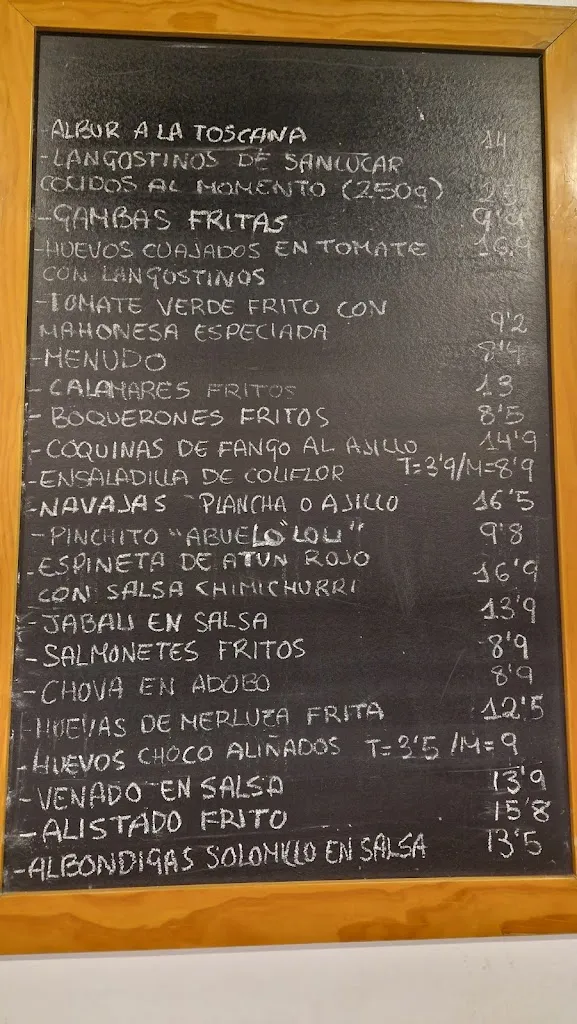 -ALBUR A LA TOSCANA 14
-LANGOSTINOS DE SANLUCAR
COCIDOS AL MOMENTO (250g)
-GAMBAS FRITAS 9'9
-HUEVOS CUAJADOS EN TOMATE 16.9
CON LANGOSTINOS
-TOMATE VERDE FRITO CON
MAHONESA ESPECIADA 9'2
-MENUDO 8'4
-CALAMARES FRITOS 13
-BOQUERONES FRITOS 8'5
-COQUINAS DE FANGO AL AJILLO 14'9
-ENSALADILLA DE COLIFLOR T=3'9/M=8'9
-NAVAJAS PLANCHA O AJILLO 16'5
-PINCHITO "ABUELO LOLI" 9'8
-ESPINETA DE ATUN ROJO
CON SALSA CHIMICHURRI 16'9
-JABALI EN SALSA 13'9
-SALMONETES FRITOS 8'9
-CHOVA EN ADOBO 8'9
-HUEVAS DE MERLUZA FRITA 12'5
-HUEVOS CHOCO ALIÑADOS T=3'5/M=9
-VENADO EN SALSA 13'9
-ALISTADO FRITO 15'8
-ALBONDIGAS SOLOMILLO EN SALSA 13'5